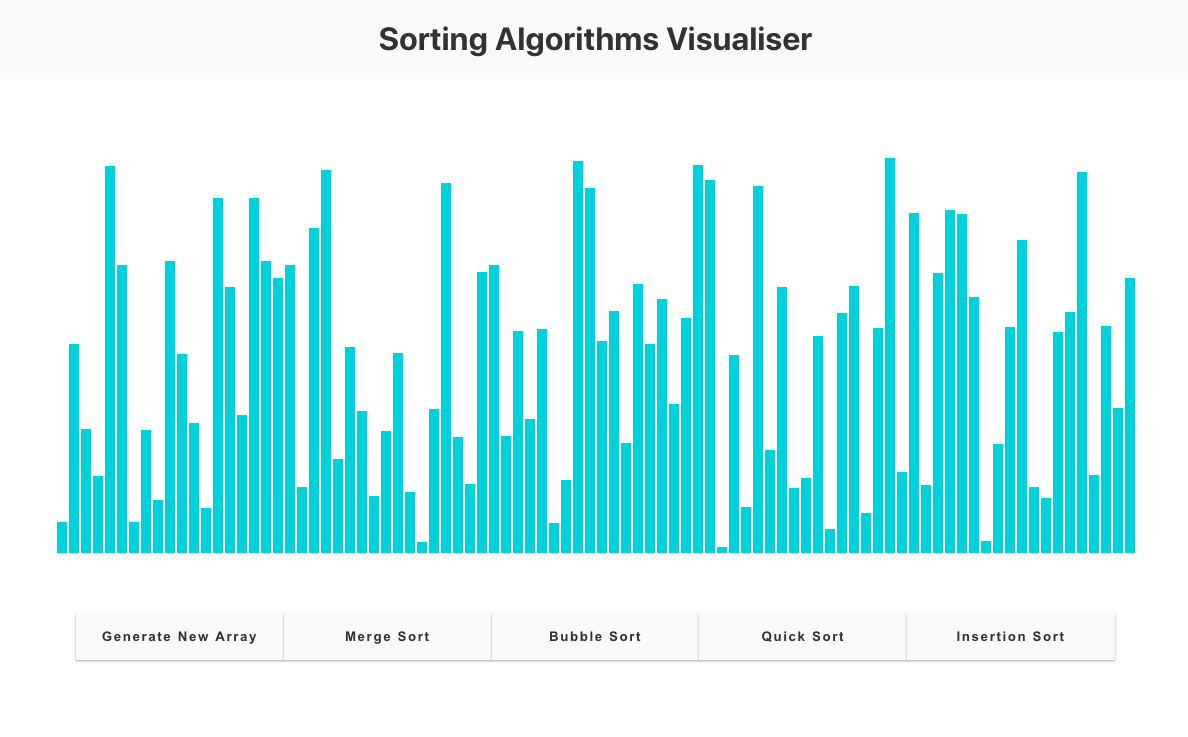 Sorting Algorithms Visualiser
Generate New Array
Merge Sort
Bubble Sort
Quick Sort
Insertion Sort